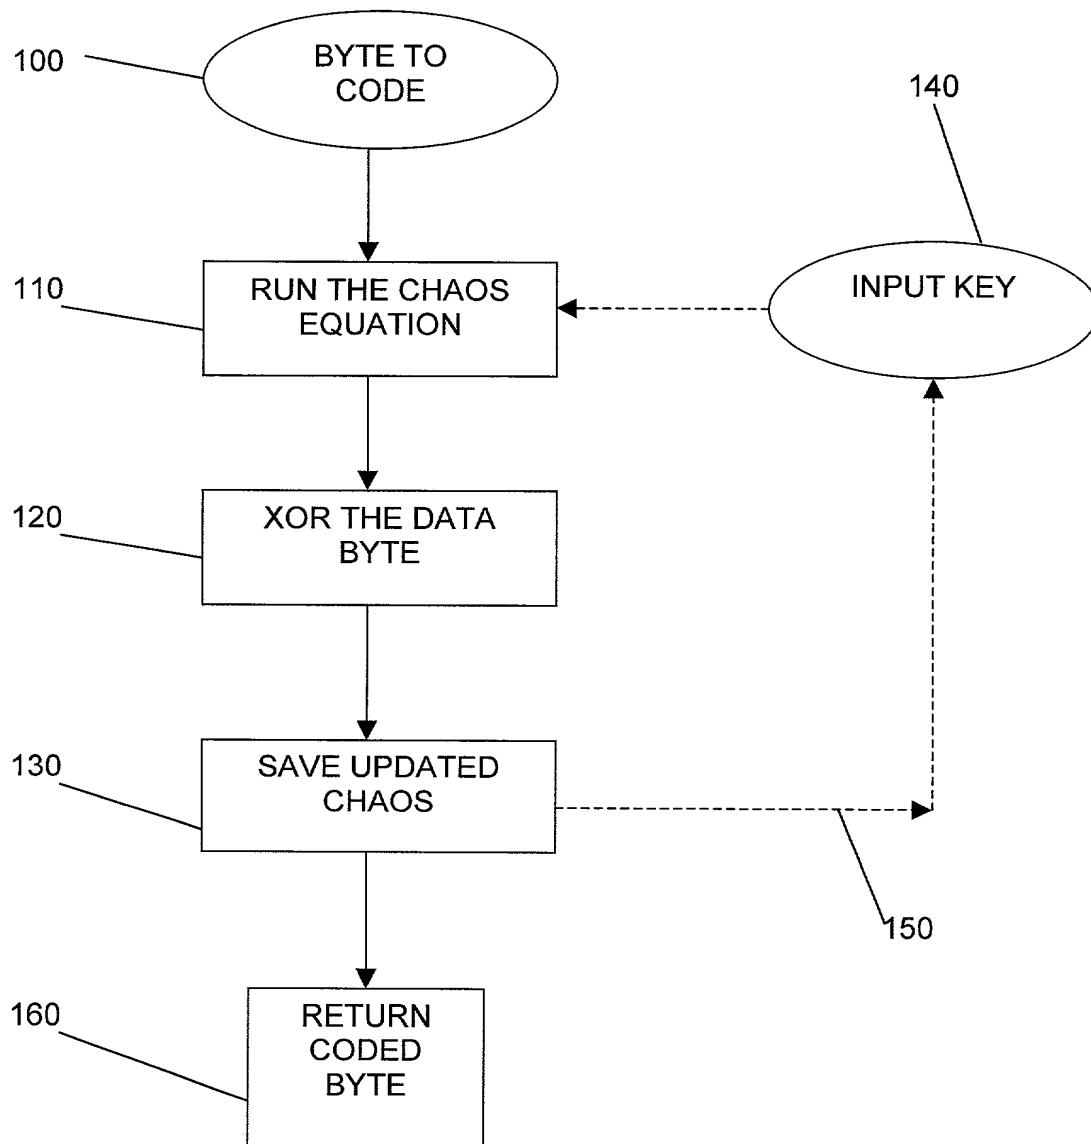 100
BYTE TO
CODE
140
110
RUN THE CHAOS
EQUATION
INPUT KEY
120
XOR THE DATA
BYTE
130
SAVE UPDATED
CHAOS
150
160
RETURN
CODED
BYTE